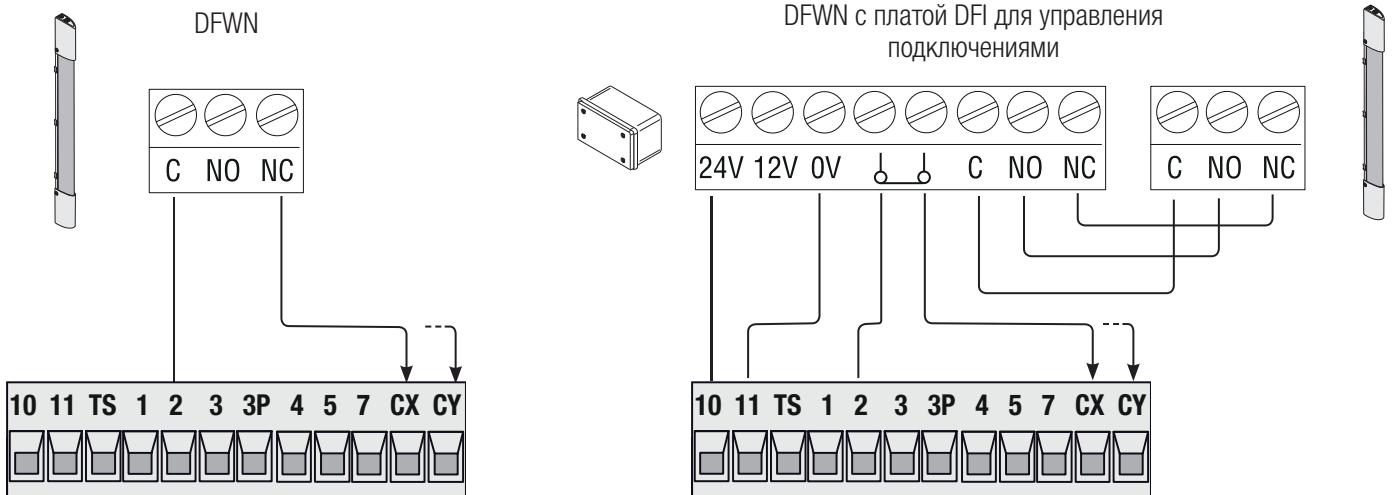 DFWN
C NO NC
10 11 TS 1 2 3 3P 4 5 7 CX CY
DFWN с платой DFI для управления
подключениями
24V 12V 0V C NO NC
C NO NC
10 11 TS 1 2 3 3P 4 5 7 CX CY